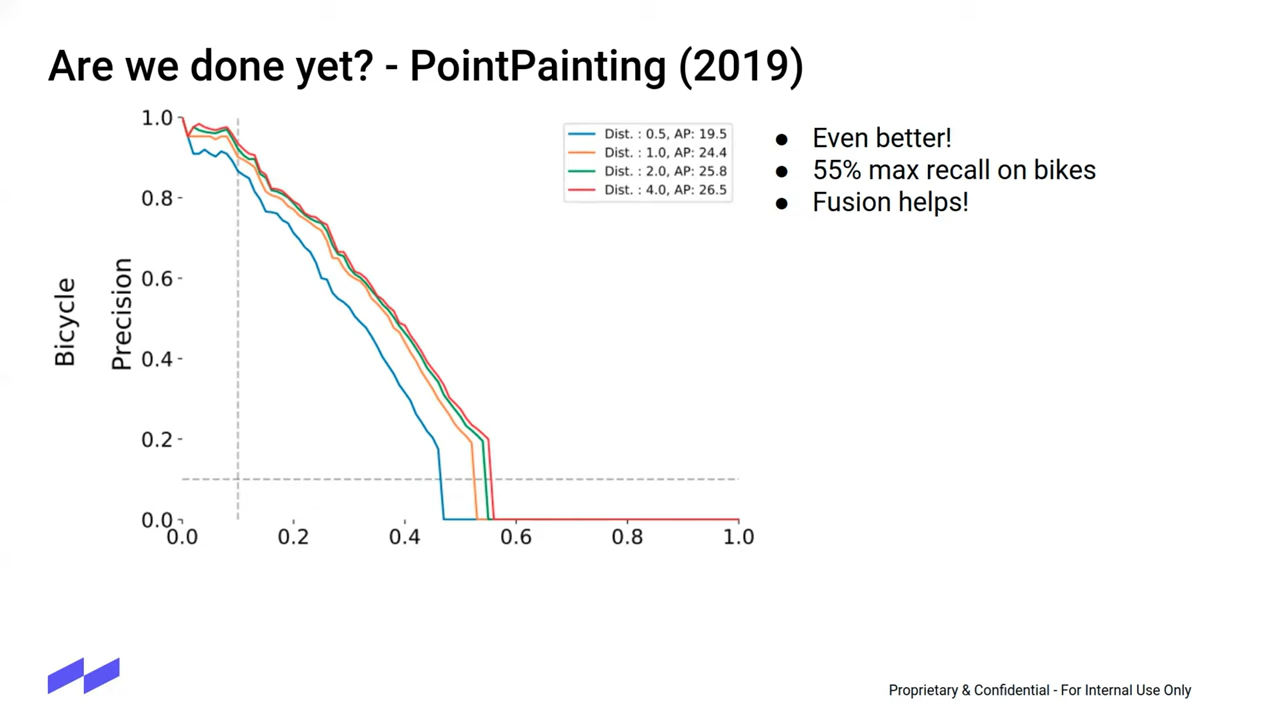 Are we done yet? - PointPainting (2019)
1.0
0.8
0.6
0.4
0.2
0.0
Bicycle
Precision
0.0 0.2 0.4 0.6 0.8 1.0
Dist. : 0.5, AP: 19.5
Dist. : 1.0, AP: 24.4
Dist. : 2.0, AP: 25.8
Dist. : 4.0, AP: 26.5
● Even better!
● 55% max recall on bikes
● Fusion helps!
Proprietary & Confidential - For Internal Use Only